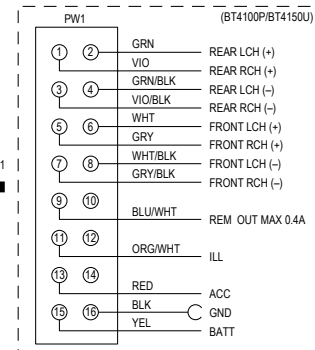 PW1
(BT4100P/BT4150U)
1 2 GRN REAR LCH (+)
VIO REAR RCH (+)
3 4 GRN/BLK REAR LCH (–)
VIO/BLK REAR RCH (–)
5 6 WHT FRONT LCH (+)
GRY FRONT RCH (+)
1
7 8 WHT/BLK FRONT LCH (–)
GRY/BLK FRONT RCH (–)
9 10
BLU/WHT REM OUT MAX 0.4A
11 12
ORG/WHT ILL
13 14
RED ACC
15 16 BLK GND
YEL BATT